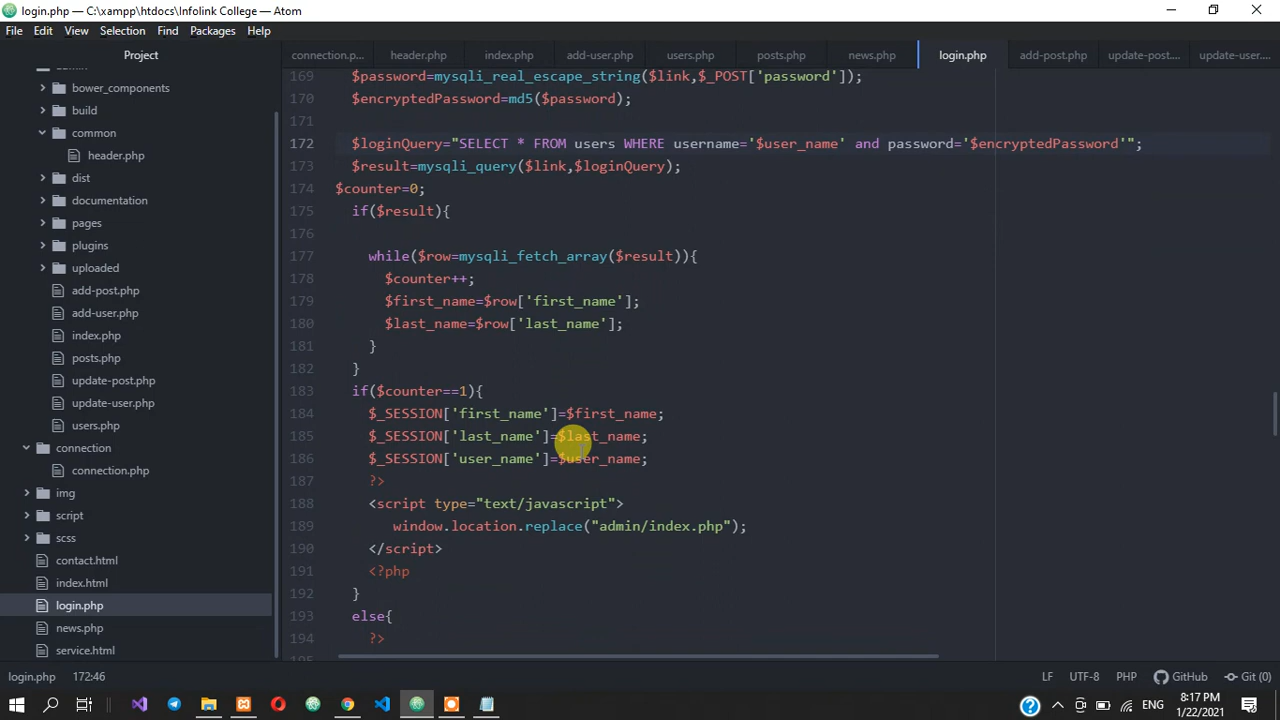 login.php — C:\xampp\htdocs\Infolink College — Atom
File Edit View Selection Find Packages Help
Project
connection.p... header.php index.php add-user.php users.php posts.php news.php login.php add-post.php update-post.... update-user....
bower_components
build
common
header.php
dist
documentation
pages
plugins
uploaded
add-post.php
add-user.php
index.php
posts.php
update-post.php
update-user.php
users.php
connection
connection.php
img
script
scss
contact.html
index.html
login.php
news.php
service.html
169 $password=mysqli_real_escape_string($link,$_POST['password']);
170 $encryptedPassword=md5($password);
171
172 $loginQuery="SELECT * FROM users WHERE username='$user_name' and password='$encryptedPassword'";
173 $result=mysqli_query($link,$loginQuery);
174 $counter=0;
175 if($result){
176
177 while($row=mysqli_fetch_array($result)){
178 $counter++;
179 $first_name=$row['first_name'];
180 $last_name=$row['last_name'];
181 }
182 }
183 if($counter==1){
184 $_SESSION['first_name']=$first_name;
185 $_SESSION['last_name']=$last_name;
186 $_SESSION['user_name']=$user_name;
187 ?>
188 <script type="text/javascript">
189 window.location.replace("admin/index.php");
190 </script>
191 <?php
192 }
193 else{
194 ?>
login.php 172:46 LF UTF-8 PHP GitHub Git (0)
ENG 8:17 PM
1/22/2021